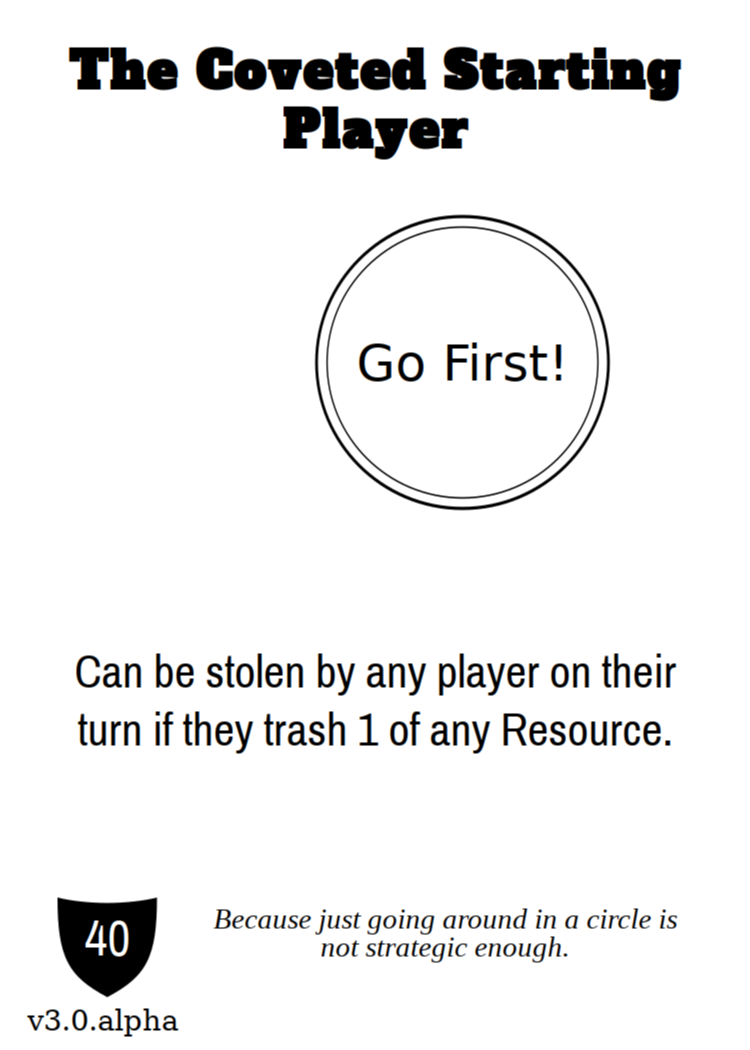 The Coveted Starting
Player
Go First!
Can be stolen by any player on their
turn if they trash 1 of any Resource.
40
Because just going around in a circle is
not strategic enough.
v3.0.alpha